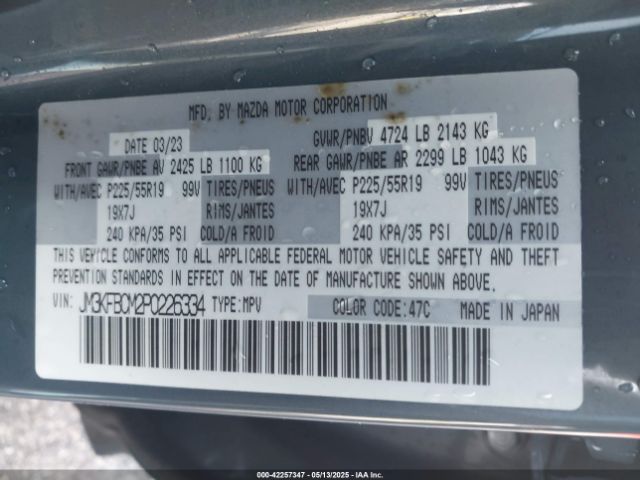 MFD. BY MAZDA MOTOR CORPORATION
DATE 03/23 GVWR/PNBV 4724 LB 2143 KG
FRONT GAWR/PNBE AV 2425 LB 1100 KG REAR GAWR/PNBE AR 2299 LB 1043 KG
WITH/AVEC P225/55R19 99V TIRES/PNEUS WITH/AVEC P225/55R19 99V TIRES/PNEUS
19X7J RIMS/JANTES 19X7J RIMS/JANTES
240 KPA/35 PSI COLD/A FROID 240 KPA/35 PSI COLD/A FROID
THIS VEHICLE CONFORMS TO ALL APPLICABLE FEDERAL MOTOR VEHICLE SAFETY AND THEFT
PREVENTION STANDARDS IN EFFECT ON THE DATE OF MANUFACTURE SHOWN ABOVE.
VIN: JM3KFBCM2P0226334 TYPE:MPV COLOR CODE:47C MADE IN JAPAN
000-42257347 - 05/13/2025 - IAA Inc.